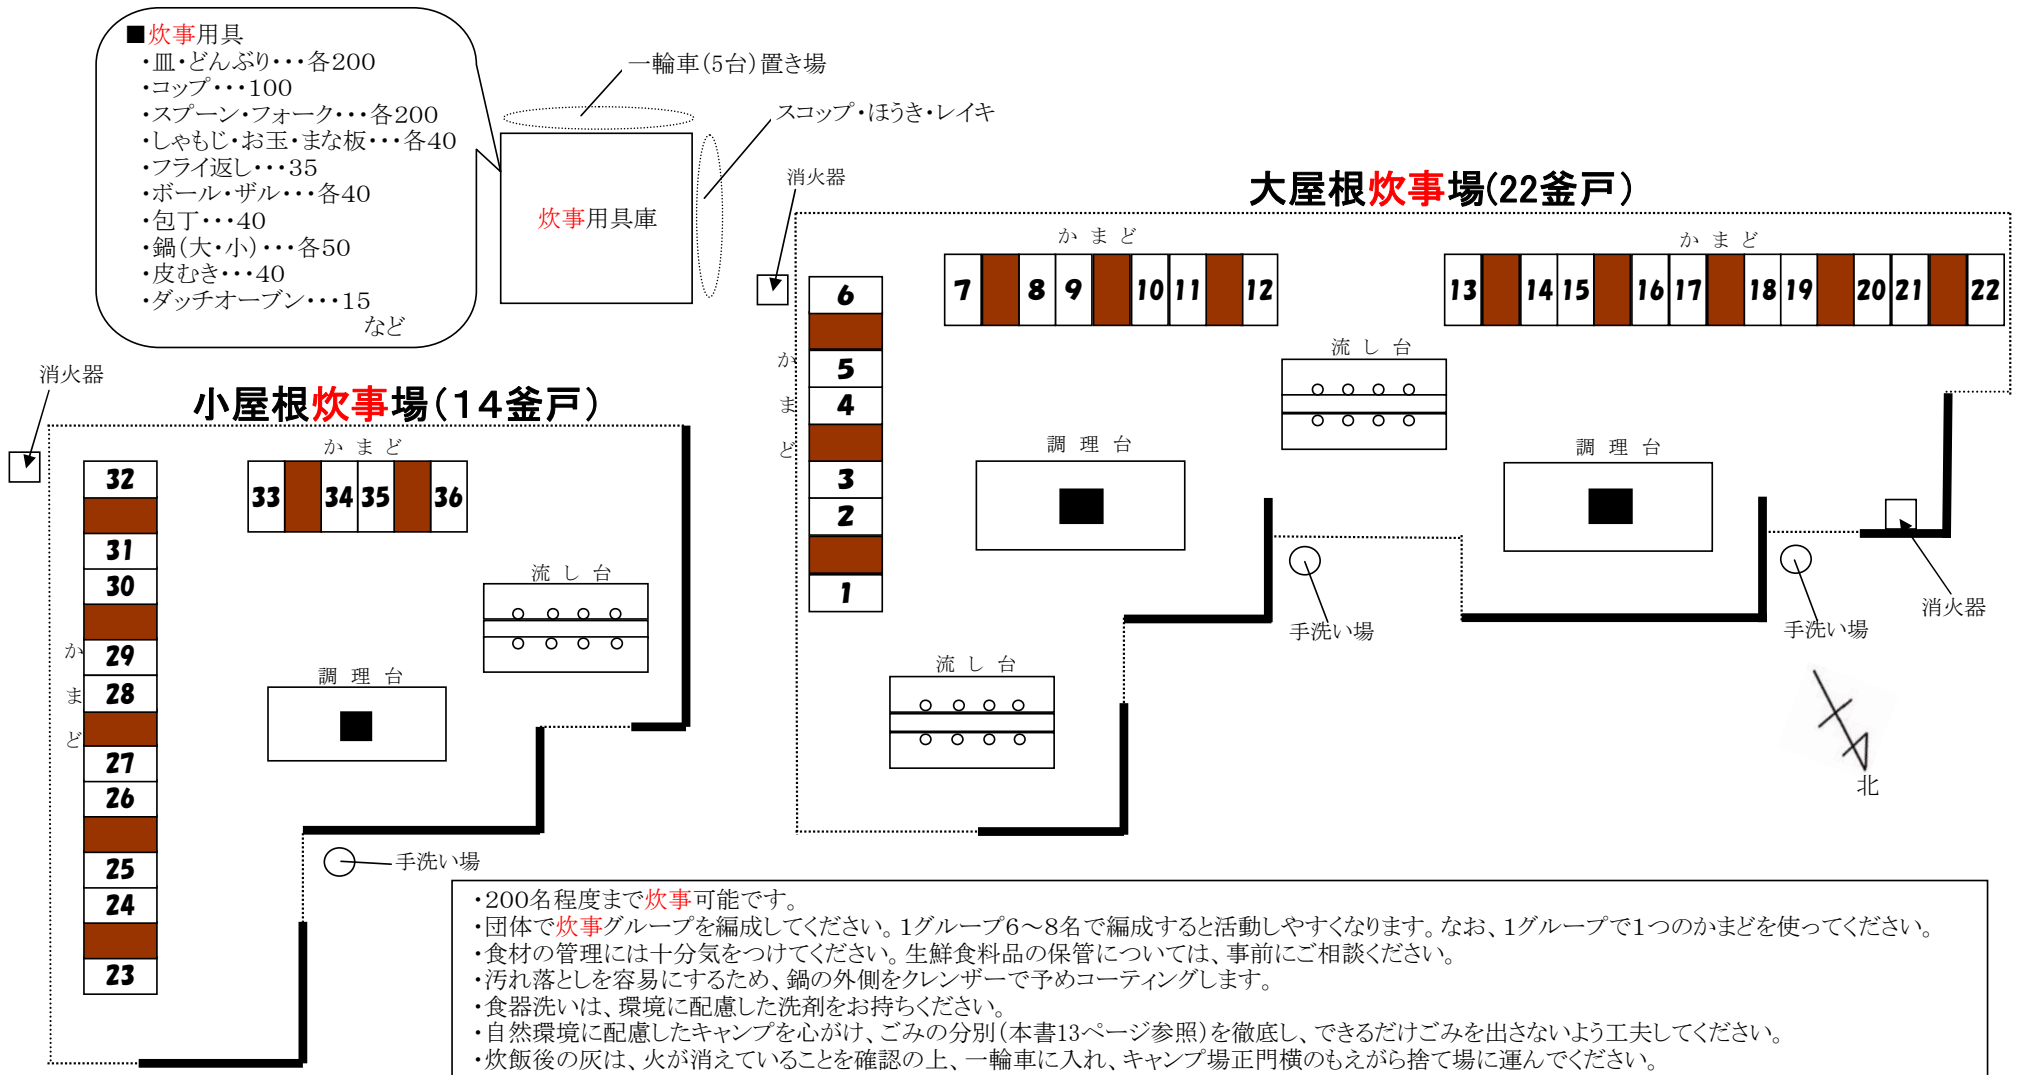 ■炊事用具
・皿・どんぶり・・・各200
・コップ・・・100
・スプーン・フォーク・・・各200
・しゃもじ・お玉・まな板・・・各40
・フライ返し・・・35
・ボール・ザル・・・各40
・包丁・・・40
・鍋(大・小)・・・各50
・皮むき・・・40
・ダッチオーブン・・・15
など
一輪車(5台)置き場
スコップ・ほうき・レイキ
炊事用具庫
消火器
大屋根炊事場(22釜戸)
かまど
かまど
7 8 9 10 11 12
13 14 15 16 17 18 19 20 21 22
6
5
4
3
2
1
かまど
流し台
調理台
調理台
流し台
手洗い場
手洗い場
消火器
北
消火器
小屋根炊事場(14釜戸)
かまど
33 34 35 36
32
31
30
29
28
27
26
25
24
23
かまど
流し台
調理台
手洗い場
・200名程度まで炊事可能です。
・団体で炊事グループを編成してください。1グループ6～8名で編成すると活動しやすくなります。なお、1グループで1つのかまどを使ってください。
・食材の管理には十分気をつけてください。生鮮食料品の保管については、事前にご相談ください。
・汚れ落としを容易にするため、鍋の外側をクレンザーで予めコーティングします。
・食器洗いは、環境に配慮した洗剤をお持ちください。
・自然環境に配慮したキャンプを心がけ、ごみの分別(本書13ページ参照)を徹底し、できるだけごみを出さないよう工夫してください。
・炊飯後の灰は、火が消えていることを確認の上、一輪車に入れ、キャンプ場正門横のもえがら捨て場に運んでください。